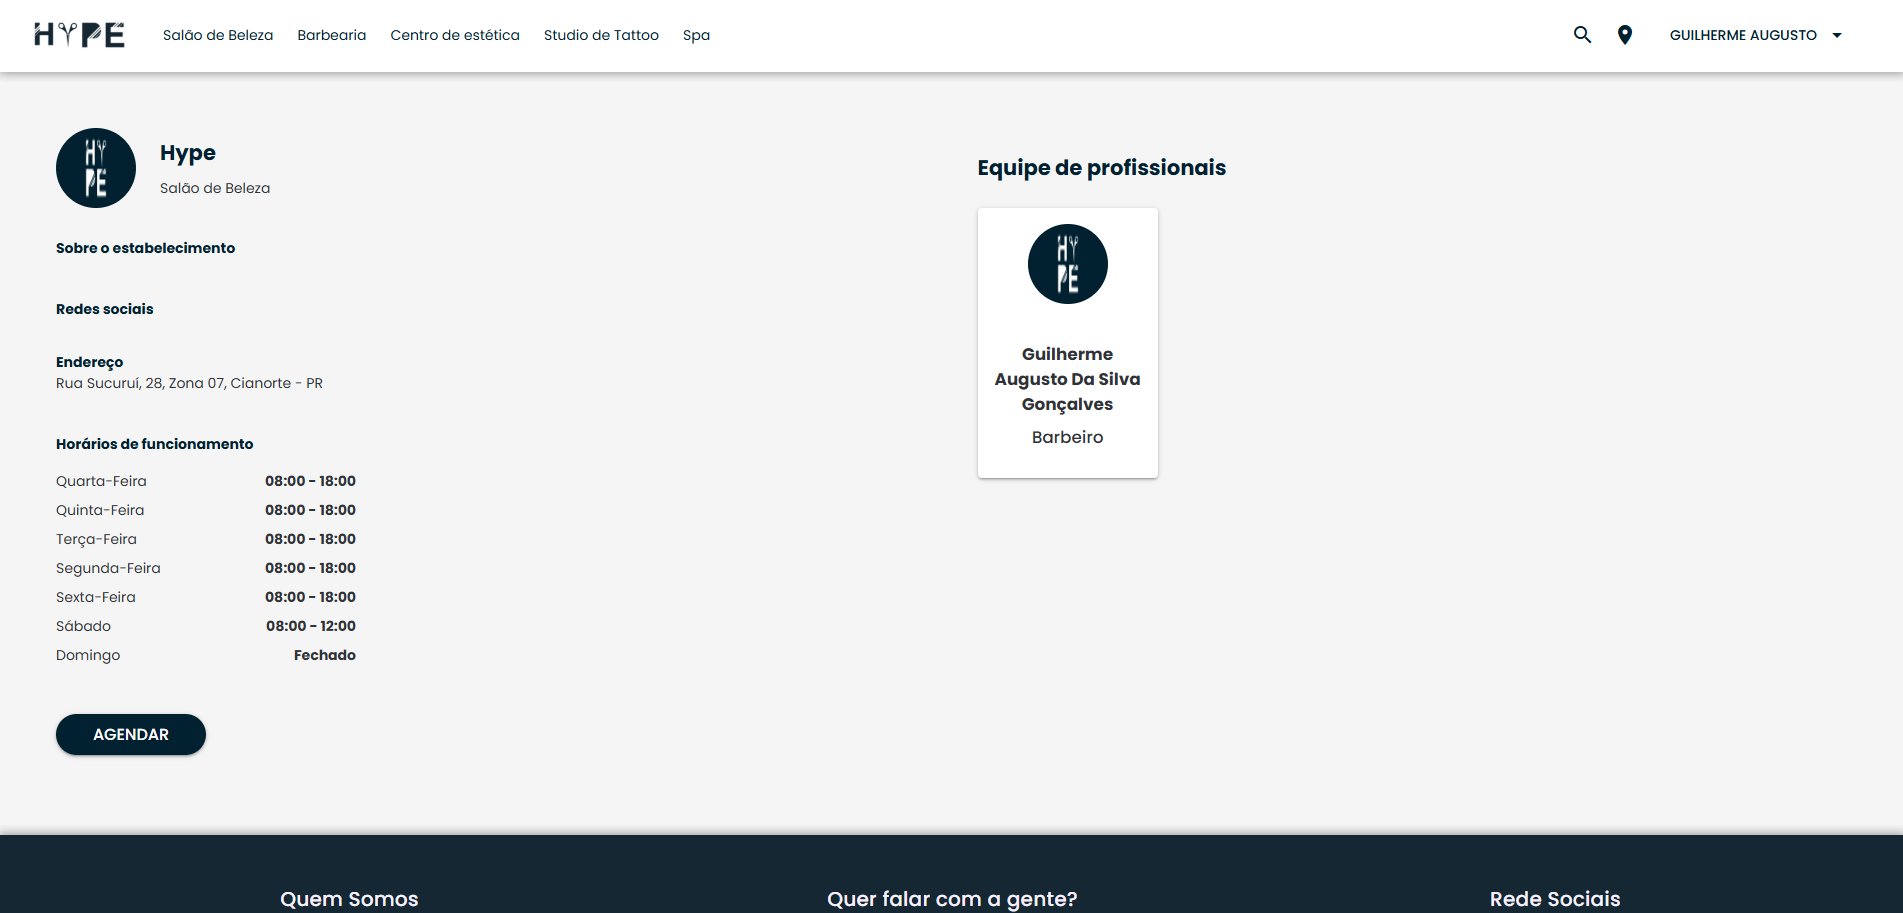 HYPE
Salão de Beleza
Barbearia
Centro de estética
Studio de Tattoo
Spa
GUILHERME AUGUSTO
HY
PE
Hype
Salão de Beleza
Sobre o estabelecimento
Redes sociais
Endereço
Rua Sucuruí, 28, Zona 07, Cianorte - PR
Horários de funcionamento
Quarta-Feira 08:00 - 18:00
Quinta-Feira 08:00 - 18:00
Terça-Feira 08:00 - 18:00
Segunda-Feira 08:00 - 18:00
Sexta-Feira 08:00 - 18:00
Sábado 08:00 - 12:00
Domingo Fechado
AGENDAR
Equipe de profissionais
HY
PE
Guilherme
Augusto Da Silva
Gonçalves
Barbeiro
Quem Somos
Quer falar com a gente?
Rede Sociais